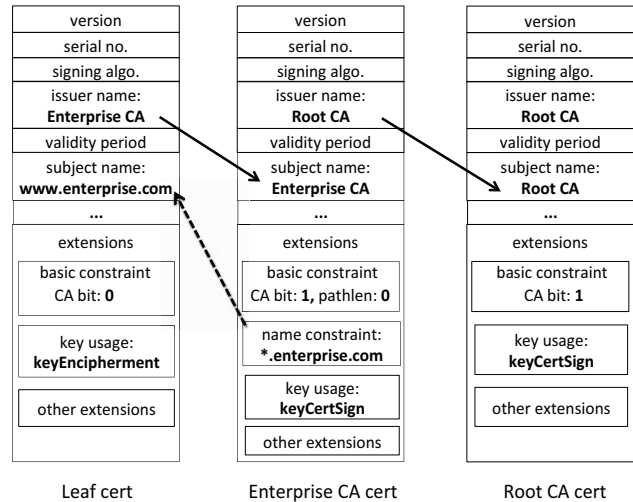 version
serial no.
signing algo.
issuer name:
Enterprise CA
validity period
subject name:
www.enterprise.com
...
extensions
basic constraint
CA bit: 0
key usage:
keyEncipherment
other extensions
Leaf cert
version
serial no.
signing algo.
issuer name:
Root CA
validity period
subject name:
Enterprise CA
...
extensions
basic constraint
CA bit: 1, pathlen: 0
name constraint:
*.enterprise.com
key usage:
keyCertSign
other extensions
Enterprise CA cert
version
serial no.
signing algo.
issuer name:
Root CA
validity period
subject name:
Root CA
...
extensions
basic constraint
CA bit: 1
key usage:
keyCertSign
other extensions
Root CA cert